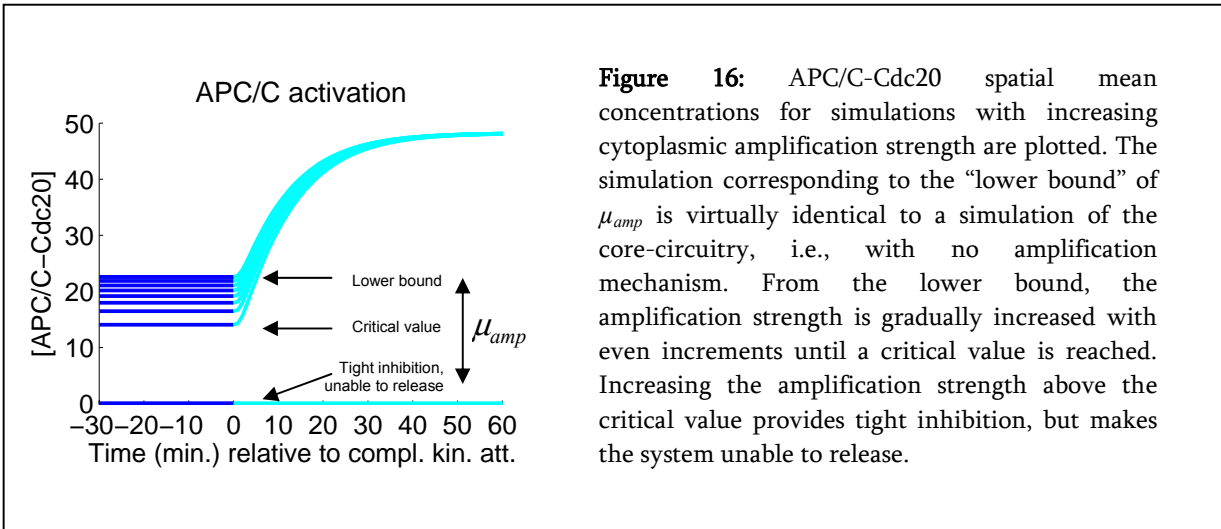 APC/C activation
[APC/C−Cdc20]
50
40
30
20
10
0
−30−20−10 0 10 20 30 40 50 60
Time (min.) relative to compl. kin. att.
Lower bound
Critical value
Tight inhibition,
unable to release
μamp
Figure 16: APC/C-Cdc20 spatial mean
concentrations for simulations with increasing
cytoplasmic amplification strength are plotted. The
simulation corresponding to the “lower bound” of
μamp is virtually identical to a simulation of the
core-circuitry, i.e., with no amplification
mechanism. From the lower bound, the
amplification strength is gradually increased with
even increments until a critical value is reached.
Increasing the amplification strength above the
critical value provides tight inhibition, but makes
the system unable to release.